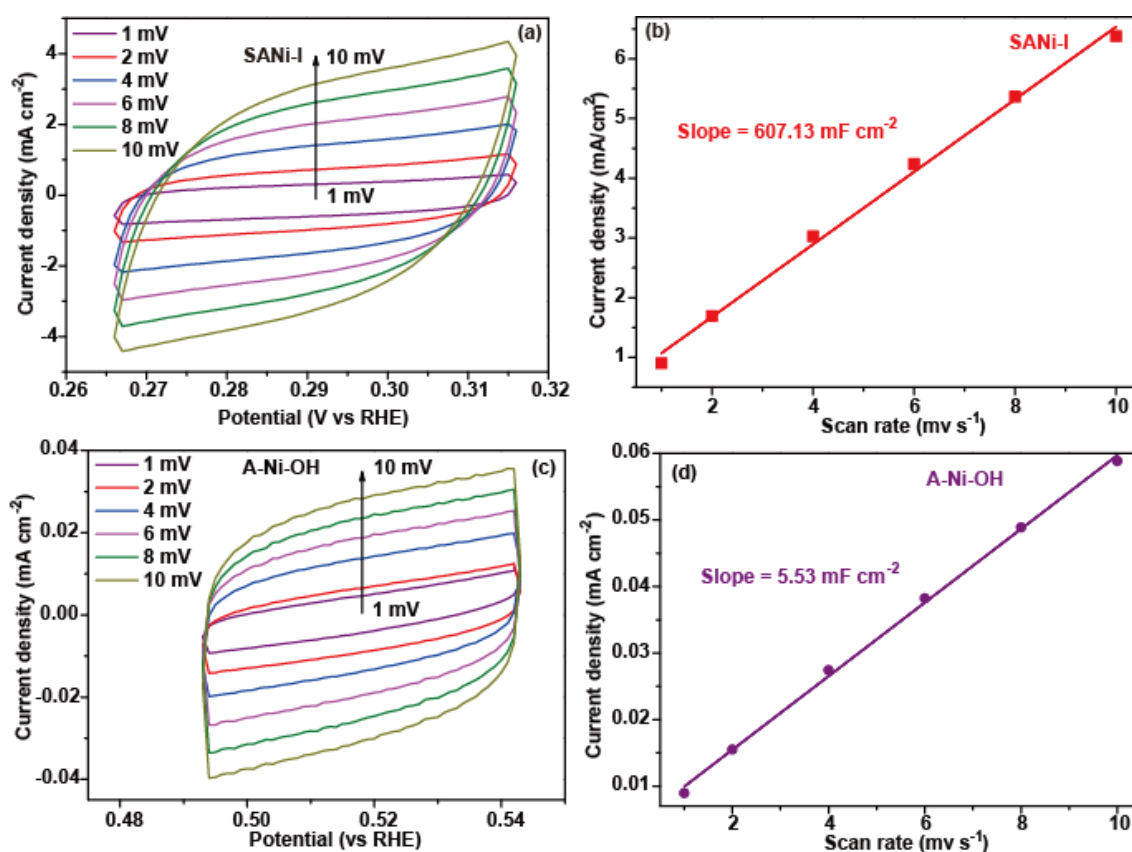 (a)
1 mV
2 mV
4 mV
6 mV
8 mV
10 mV
SANi-I
10 mV
1 mV
4
2
0
-2
-4
Current density (mA cm-2)
0.26 0.27 0.28 0.29 0.30 0.31 0.32
Potential (V vs RHE)
(b)
SANi-I
Slope = 607.13 mF cm-2
6
5
4
3
2
1
Current density (mA/cm2)
2 4 6 8 10
Scan rate (mv s-1)
(c)
1 mV
2 mV
4 mV
6 mV
8 mV
10 mV
A-Ni-OH
10 mV
1 mV
0.04
0.02
0.00
-0.02
-0.04
Current density (mA cm-2)
0.48 0.50 0.52 0.54
Potential (vs RHE)
(d)
A-Ni-OH
Slope = 5.53 mF cm-2
0.06
0.05
0.04
0.03
0.02
0.01
Current density (mA cm-2)
2 4 6 8 10
Scan rate (mv s-1)